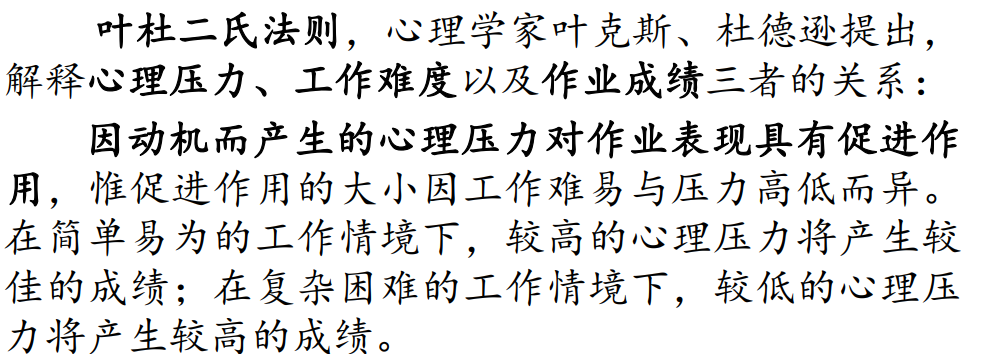 叶杜二氏法则，心理学家叶克斯、杜德逊提出，
解释心理压力、工作难度以及作业成绩三者的关系：
因动机而产生的心理压力对作业表现具有促进作
用，惟促进作用的大小因工作难易与压力高低而异。
在简单易为的工作情境下，较高的心理压力将产生较
佳的成绩；在复杂困难的工作情境下，较低的心理压
力将产生较高的成绩。